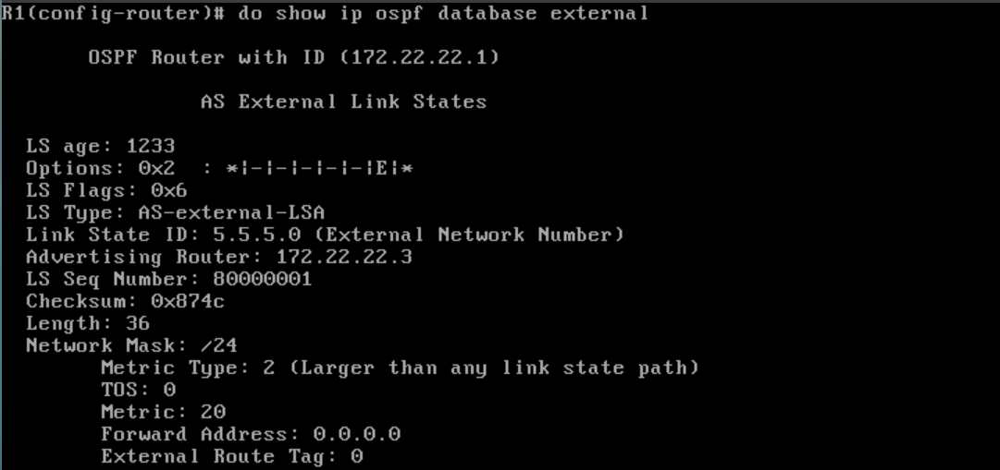 R1(config-router)# do show ip ospf database external
OSPF Router with ID (172.22.22.1)
AS External Link States
LS age: 1233
Options: 0x2  : *|-|-|-|-|-|E|*
LS Flags: 0x6
LS Type: AS-external-LSA
Link State ID: 5.5.5.0 (External Network Number)
Advertising Router: 172.22.22.3
LS Seq Number: 80000001
Checksum: 0x874c
Length: 36
Network Mask: /24
Metric Type: 2 (Larger than any link state path)
TOS: 0
Metric: 20
Forward Address: 0.0.0.0
External Route Tag: 0